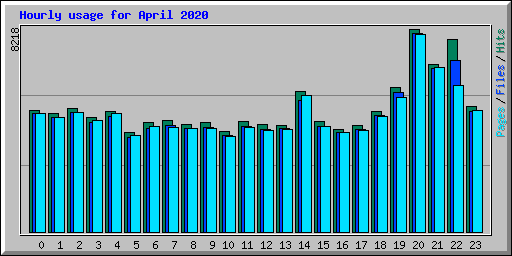 Hourly usage for April 2020
8218
Pages / Files / Hits
0 1 2 3 4 5 6 7 8 9 10 11 12 13 14 15 16 17 18 19 20 21 22 23